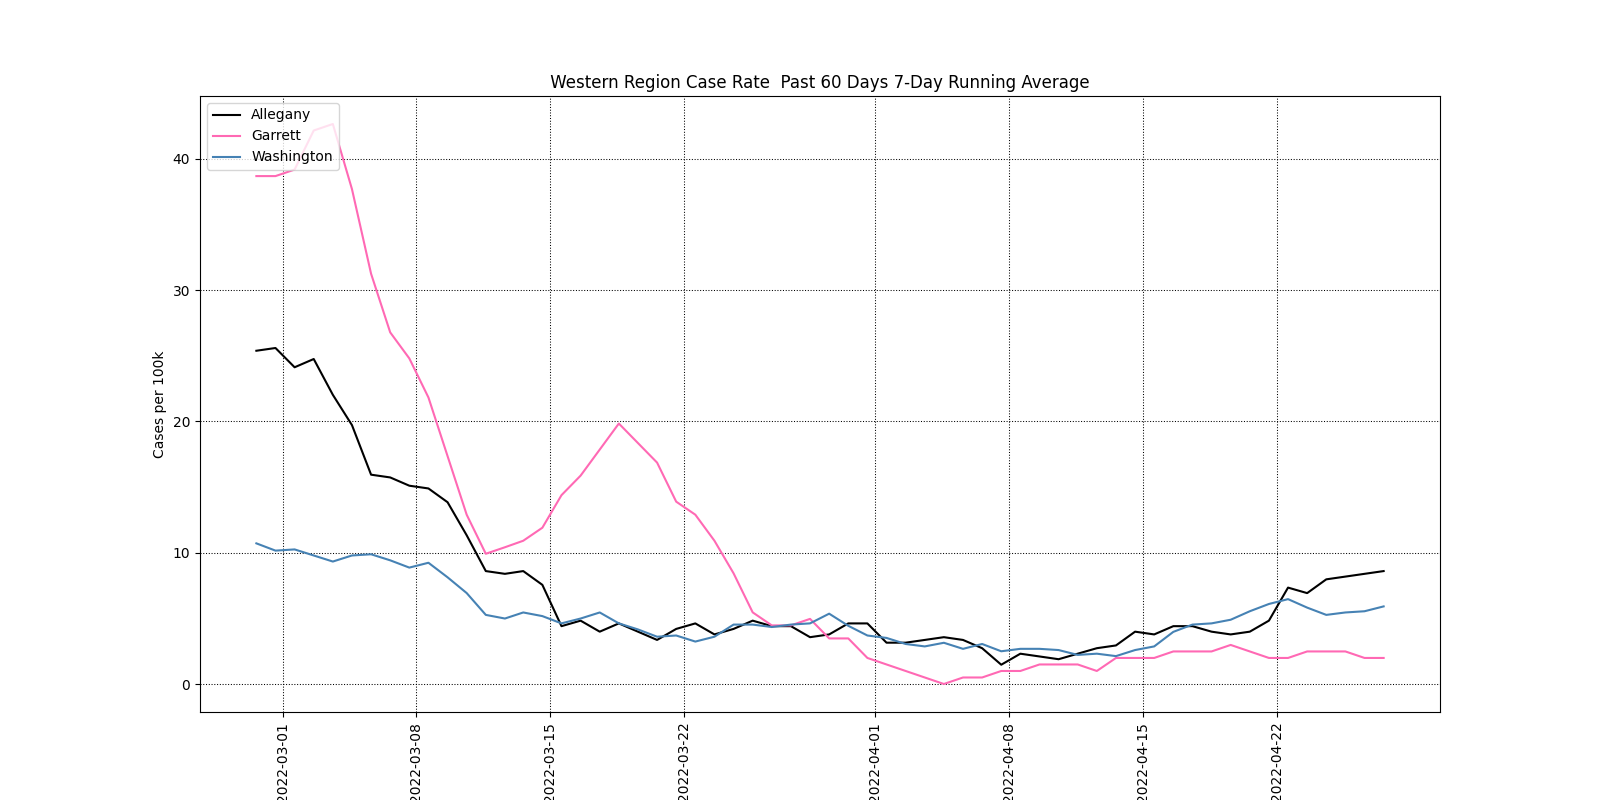 Western Region Case Rate  Past 60 Days 7-Day Running Average
Allegany
Garrett
Washington
Cases per 100k
40
30
20
10
0
2022-03-01
2022-03-08
2022-03-15
2022-03-22
2022-04-01
2022-04-08
2022-04-15
2022-04-22